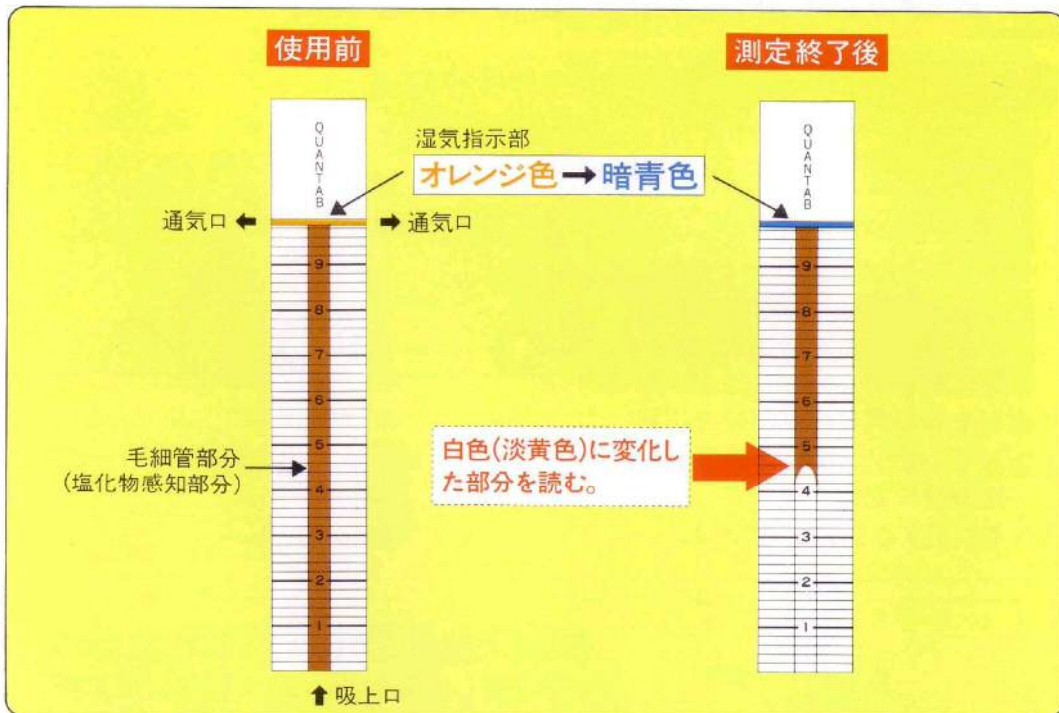 使用前
QUANTAB
湿気指示部
オレンジ色→暗青色
通気口 ←
→ 通気口
9
8
7
6
5
4
3
2
1
毛細管部分
(塩化物感知部分)
↑ 吸上口
測定終了後
QUANTAB
9
8
7
6
5
4
3
2
1
白色(淡黄色)に変化し
た部分を読む。